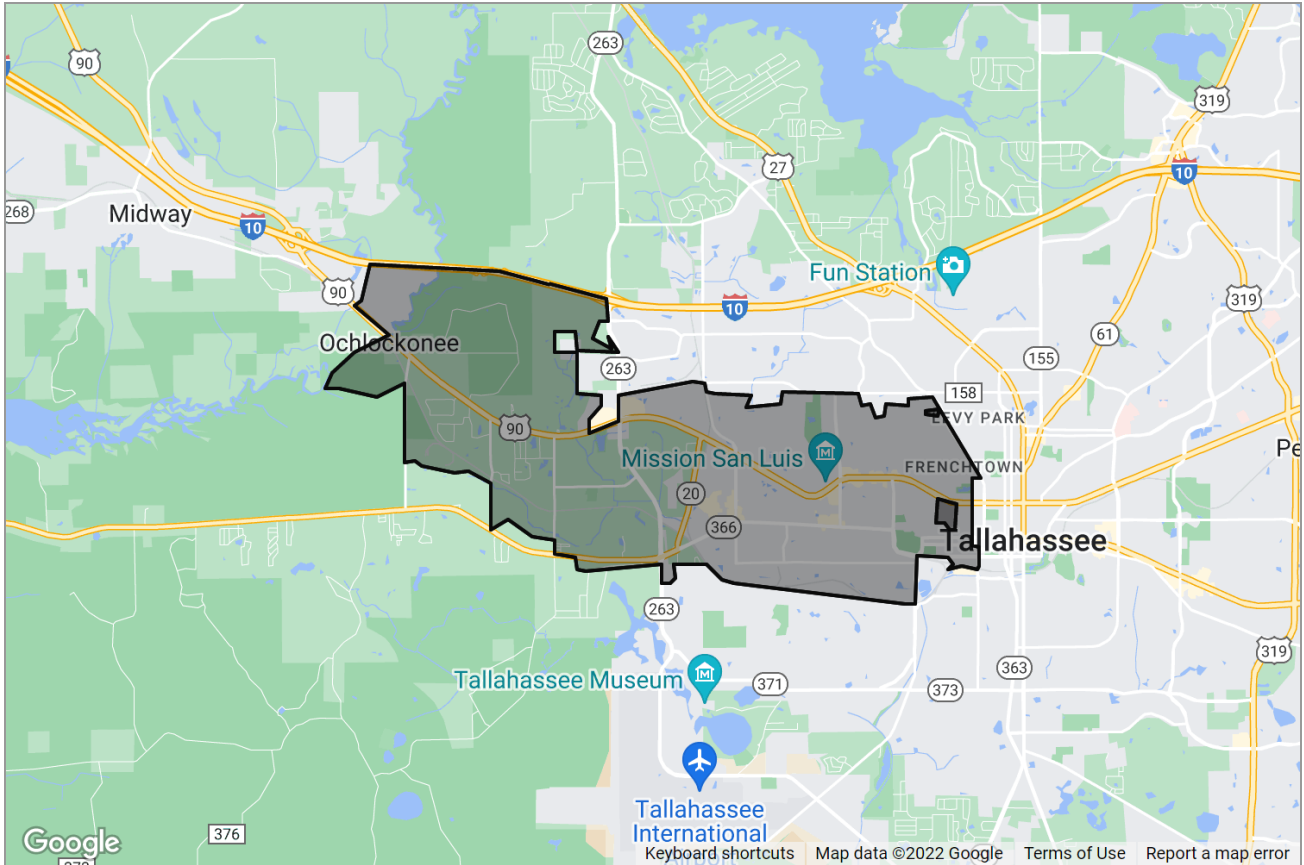 263
90
319
27
10
268
Midway
10
Fun Station
90
319
10
Ochlockonee
61
155
263
158
LEVY PARK
90
Mission San Luis
FRENCHTOWN
Pe
20
366
Tallahassee
263
319
363
Tallahassee Museum
371
373
Tallahassee
International
Airport
376
Google
Keyboard shortcuts
Map data ©2022 Google
Terms of Use
Report a map error